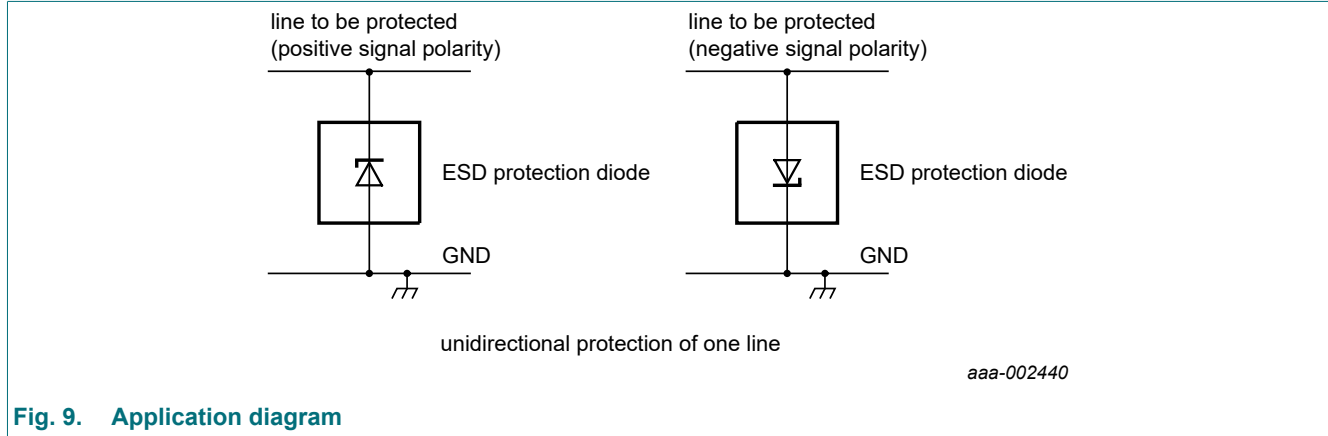 line to be protected
(positive signal polarity)
ESD protection diode
GND
line to be protected
(negative signal polarity)
ESD protection diode
GND
unidirectional protection of one line
aaa-002440
Fig. 9. Application diagram